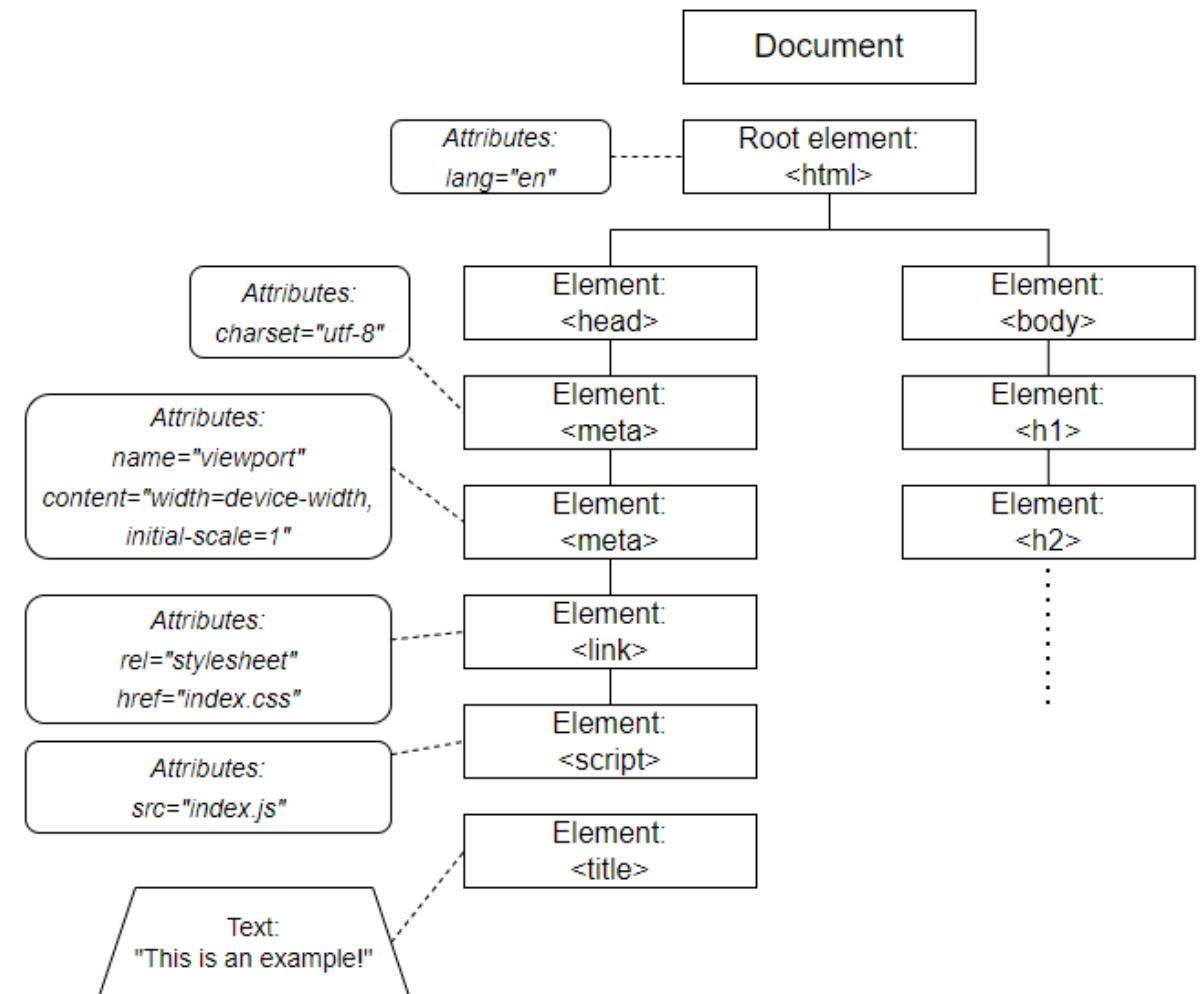 Document
Attributes:
lang="en"
Root element:
<html>
Attributes:
charset="utf-8"
Element:
<head>
Element:
<body>
Attributes:
name="viewport"
content="width=device-width,
initial-scale=1"
Element:
<meta>
Element:
<h1>
Element:
<meta>
Element:
<h2>
Attributes:
rel="stylesheet"
href="index.css"
Element:
<link>
Attributes:
src="index.js"
Element:
<script>
Element:
<title>
Text:
"This is an example!"